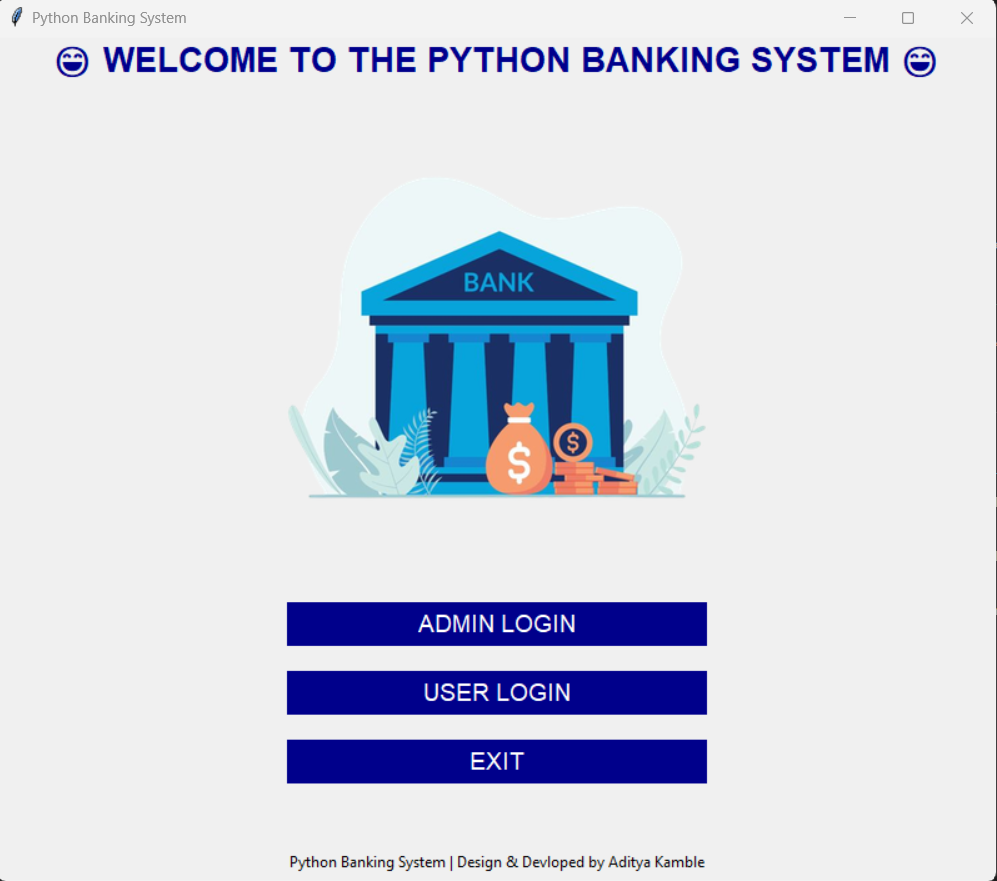 Python Banking System
😄 WELCOME TO THE PYTHON BANKING SYSTEM 😄
BANK
$
$
ADMIN LOGIN
USER LOGIN
EXIT
Python Banking System | Design & Devloped by Aditya Kamble